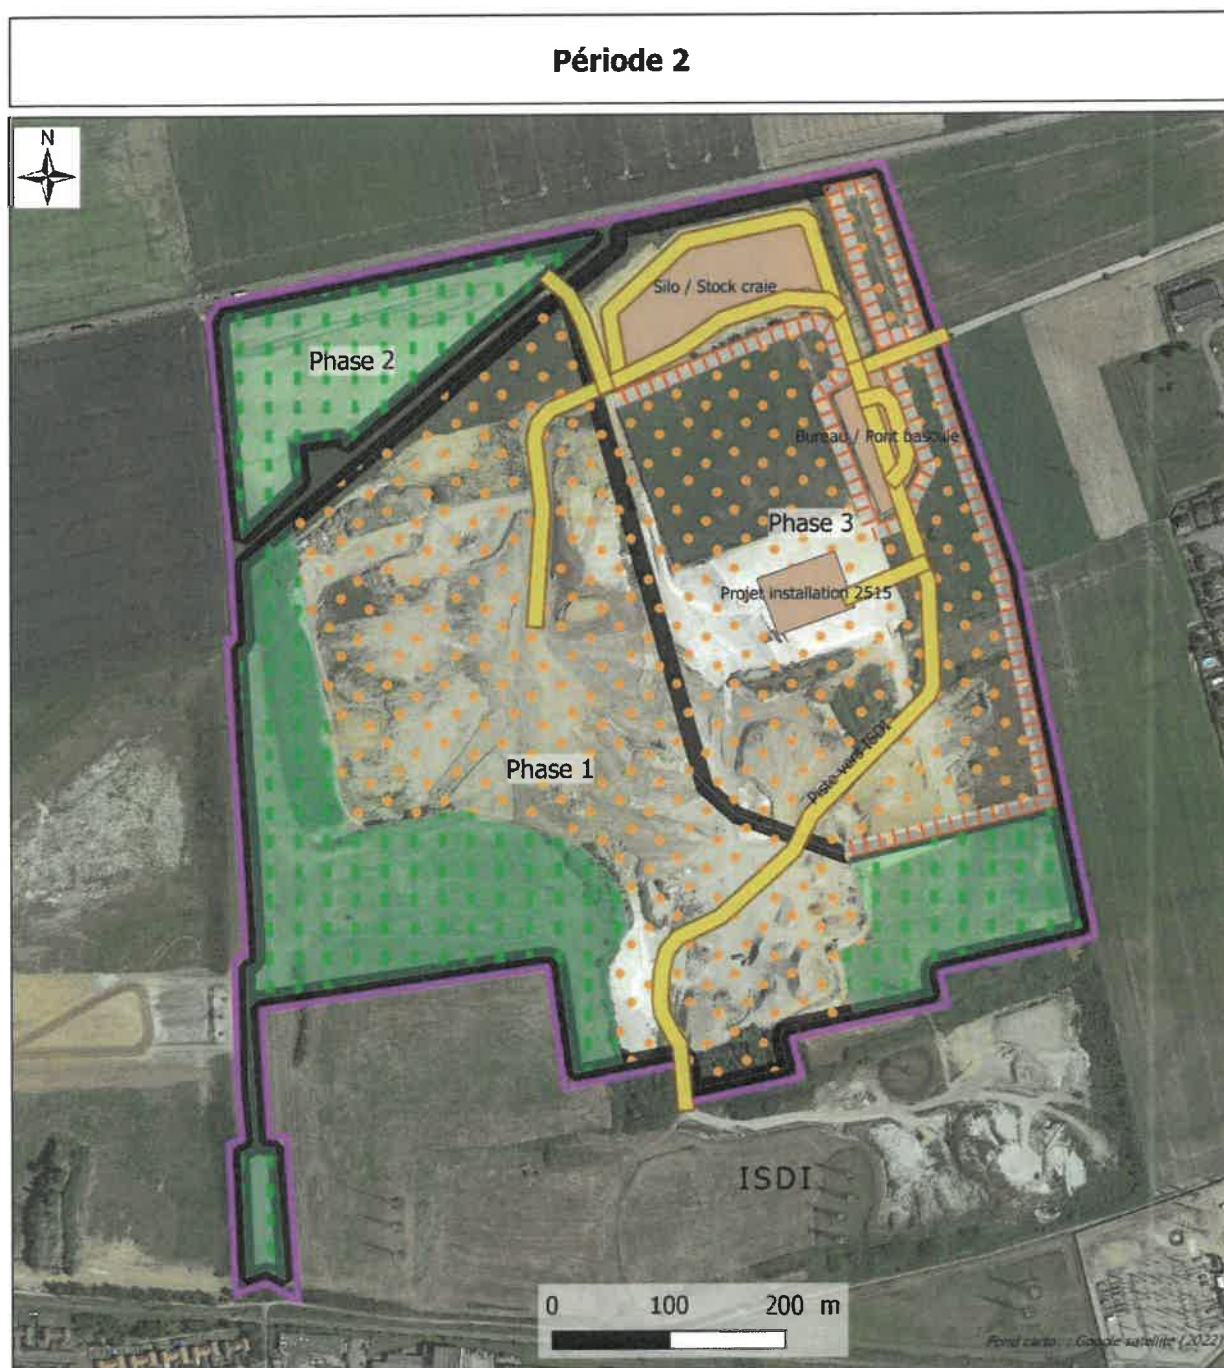 Période 2
N
Silo / Stock craie
Phase 2
Bureau / Pont bascule
Phase 3
Projet installation 2515
Piste vers ISDI
Phase 1
ISDI
0 100 200 m
Fond carto : Google satellite (2022)